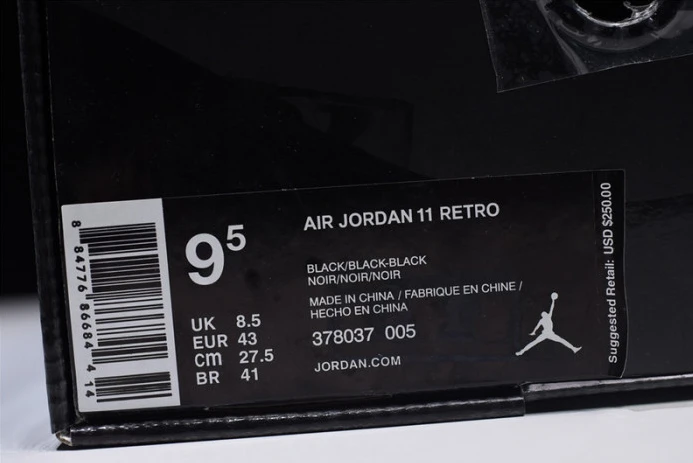 8 84776 86684 4 14
9⁵
UK 8.5
EUR 43
CM 27.5
BR 41
AIR JORDAN 11 RETRO
BLACK/BLACK-BLACK
NOIR/NOIR/NOIR
MADE IN CHINA / FABRIQUE EN CHINE /
HECHO EN CHINA
378037 005
JORDAN.COM
Suggested Retail: USD $250.00